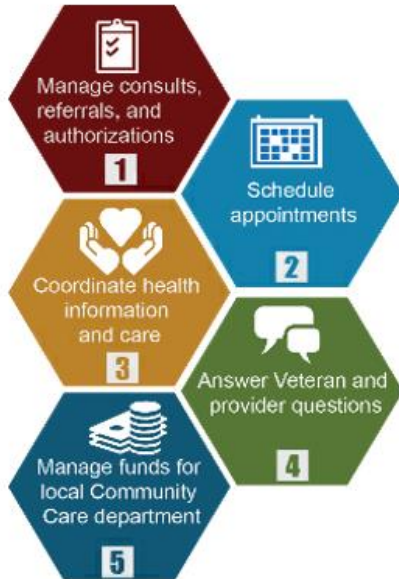 Manage consults,
referrals, and
authorizations
1
Schedule
appointments
2
Coordinate health
information
and care
3
Answer Veteran and
provider questions
4
Manage funds for
local Community
Care department
5